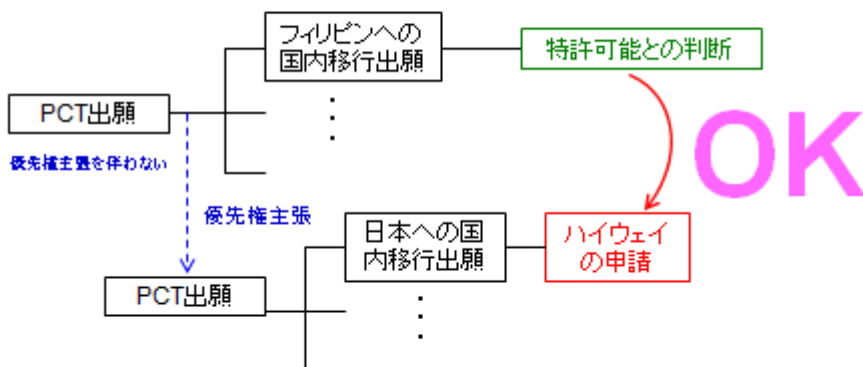 フィリピンへの
国内移行出願
特許可能との判断
PCT出願
優先権主張を伴わない
OK
優先権主張
日本への国
内移行出願
ハイウェイ
の申請
PCT出願